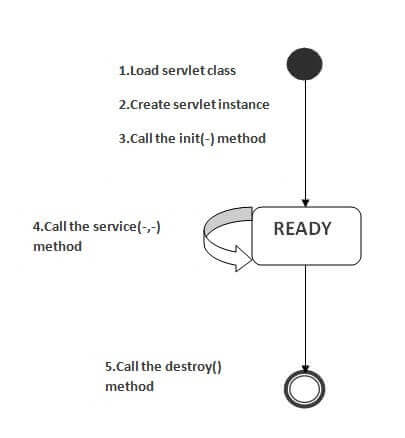 1.Load servlet class
2.Create servlet instance
3.Call the init(-) method
4.Call the service(-,-)
method
READY
5.Call the destroy()
method